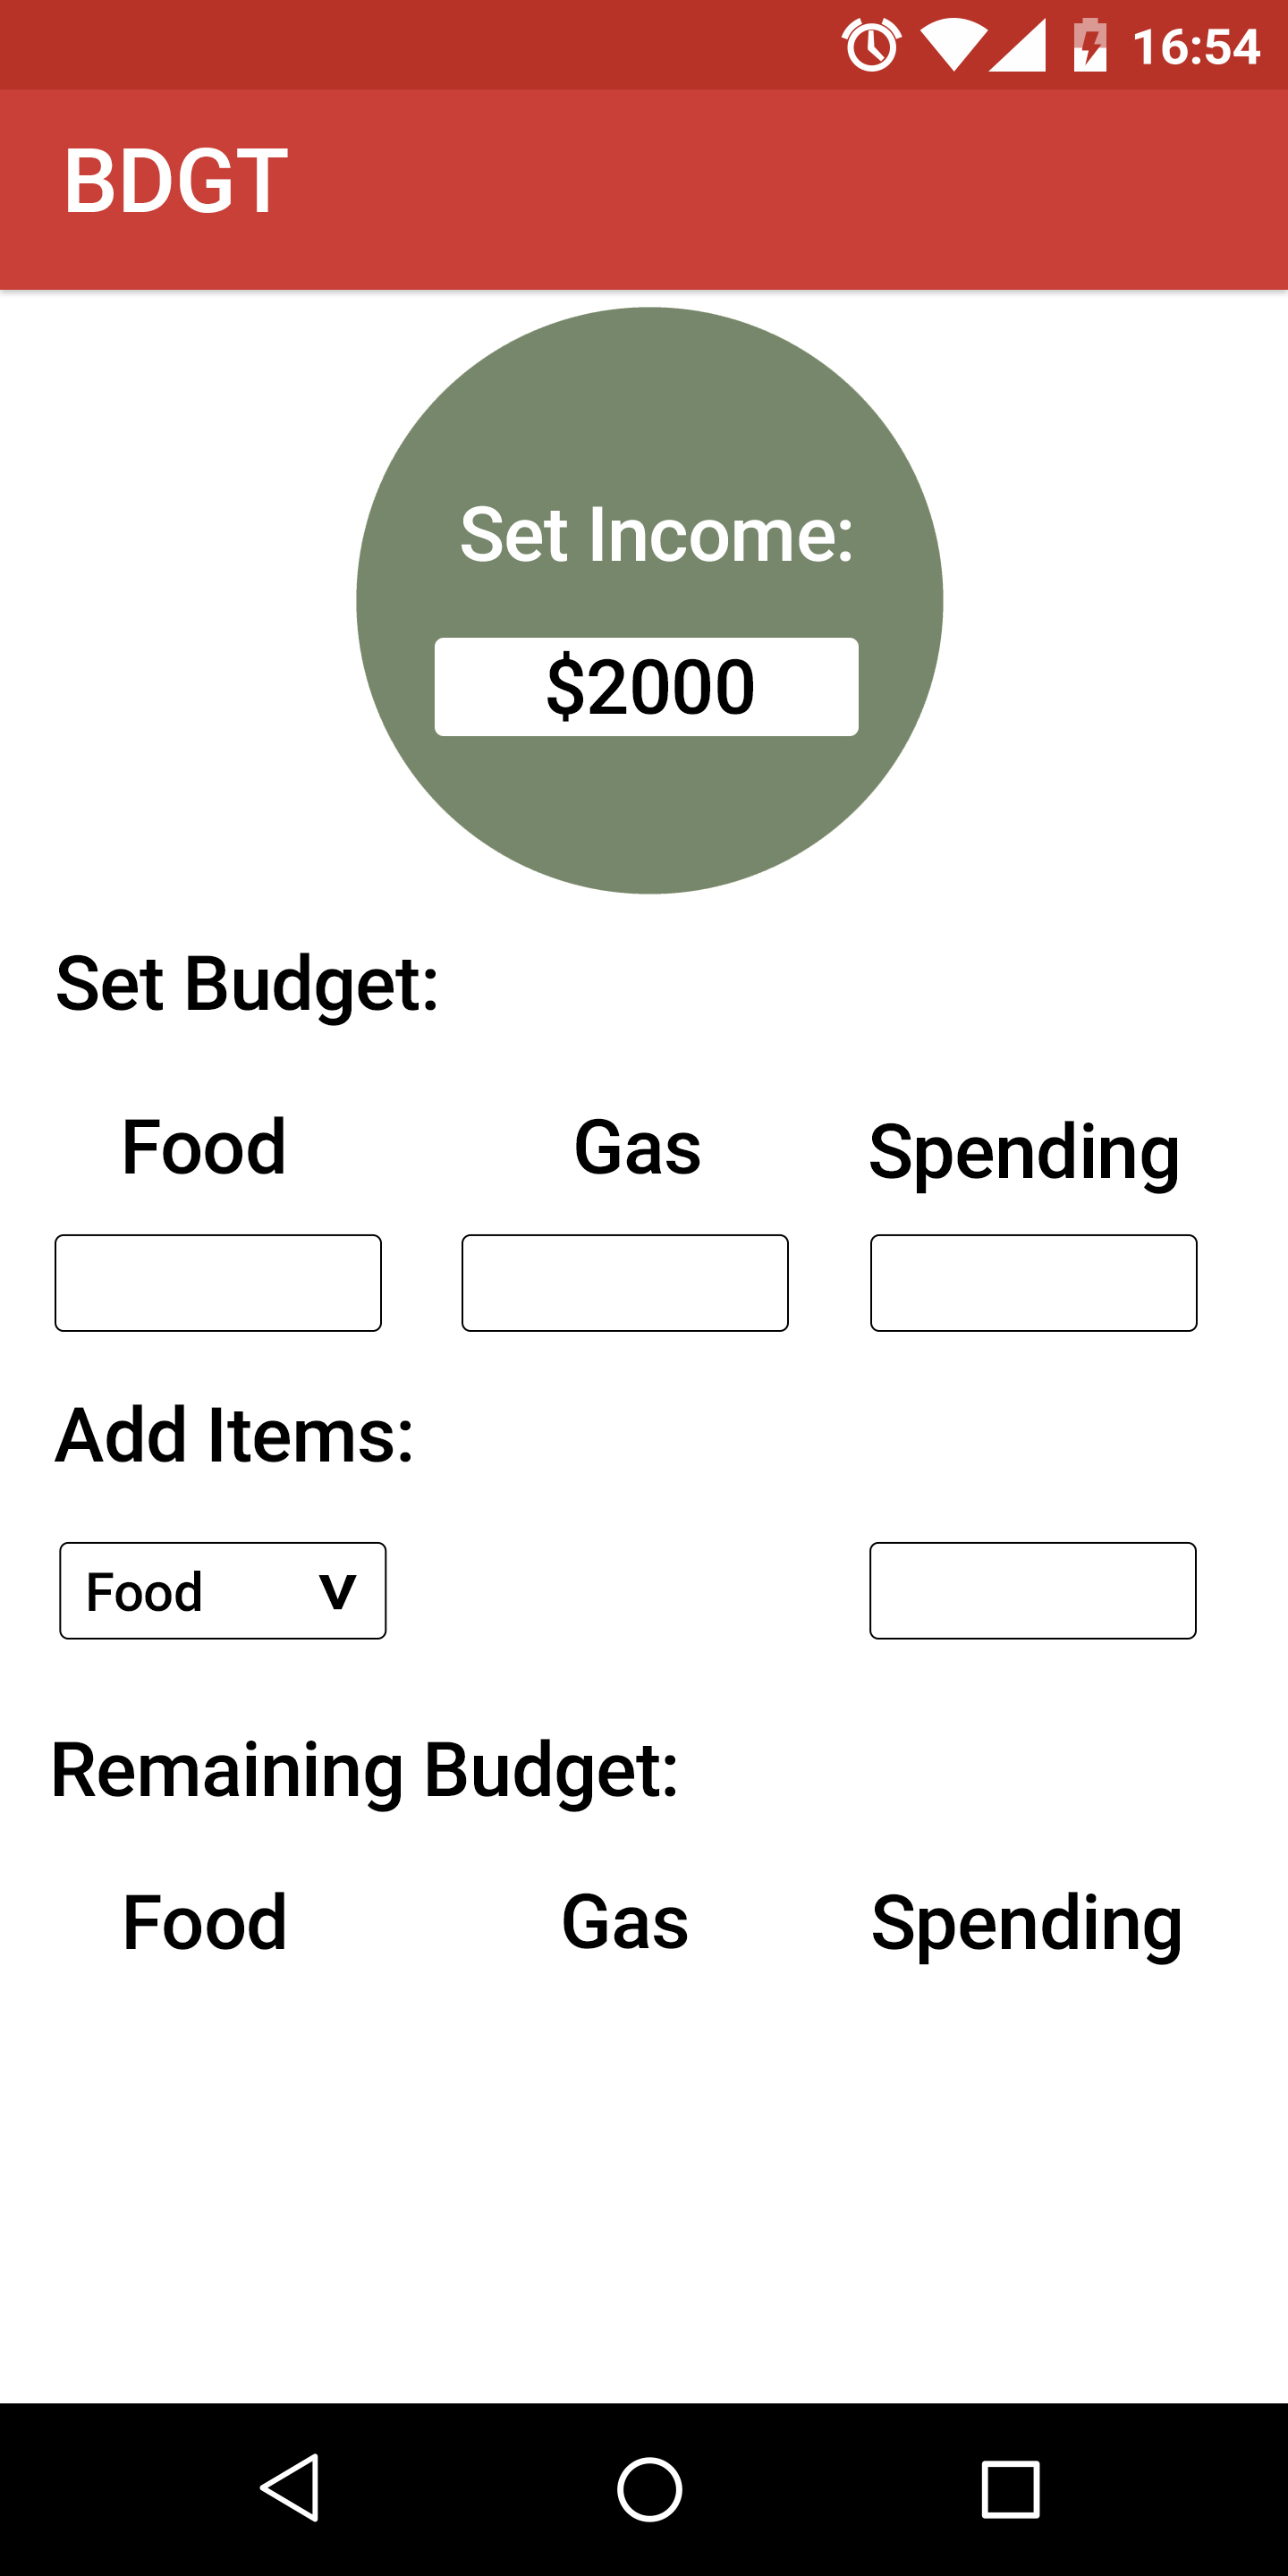 16:54
BDGT
Set Income:
$2000
Set Budget:
Food Gas Spending
Add Items:
Food V
Remaining Budget:
Food Gas Spending